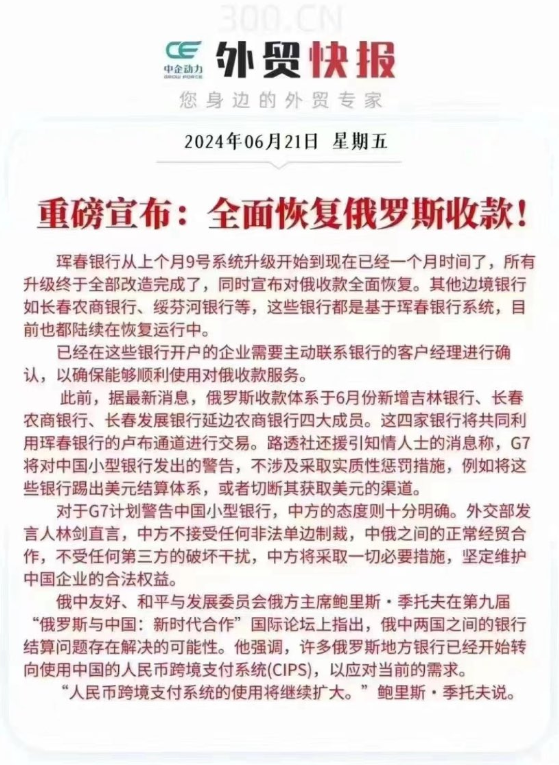 300.CN
CE
中企动力
外贸快报
您身边的外贸专家
2024年06月21日 星期五
重磅宣布：全面恢复俄罗斯收款！
珲春银行从上个月9号系统升级开始到现在已经一个月时间了，所有
升级终于全部改造完成了，同时宣布对俄收款全面恢复。其他边境银行
如长春农商银行、绥芬河银行等，这些银行都是基于珲春银行系统，目
前也都陆续在恢复运行中。
已经在这些银行开户的企业需要主动联系银行的客户经理进行确
认，以确保能够顺利使用对俄收款服务。
此前，据最新消息，俄罗斯收款体系于6月份新增吉林银行、长春
农商银行、长春发展银行延边农商银行四大成员。这四家银行将共同利
用珲春银行的卢布通道进行交易。路透社还援引知情人士的消息称，G7
将对中国小型银行发出的警告，不涉及采取实质性惩罚措施，例如将这
些银行踢出美元结算体系，或者切断其获取美元的渠道。
对于G7计划警告中国小型银行，中方的态度则十分明确。外交部发
言人林剑直言，中方不接受任何非法单边制裁，中俄之间的正常经贸合
作，不受任何第三方的破坏干扰，中方将采取一切必要措施，坚定维护
中国企业的合法权益。
俄中友好、和平与发展委员会俄方主席鲍里斯·季托夫在第九届
“俄罗斯与中国：新时代合作”国际论坛上指出，俄中两国之间的银行
结算问题存在解决的可能性。他强调，许多俄罗斯地方银行已经开始转
向使用中国的人民币跨境支付系统(CIPS)，以应对当前的需求。
“人民币跨境支付系统的使用将继续扩大。”鲍里斯·季托夫说。